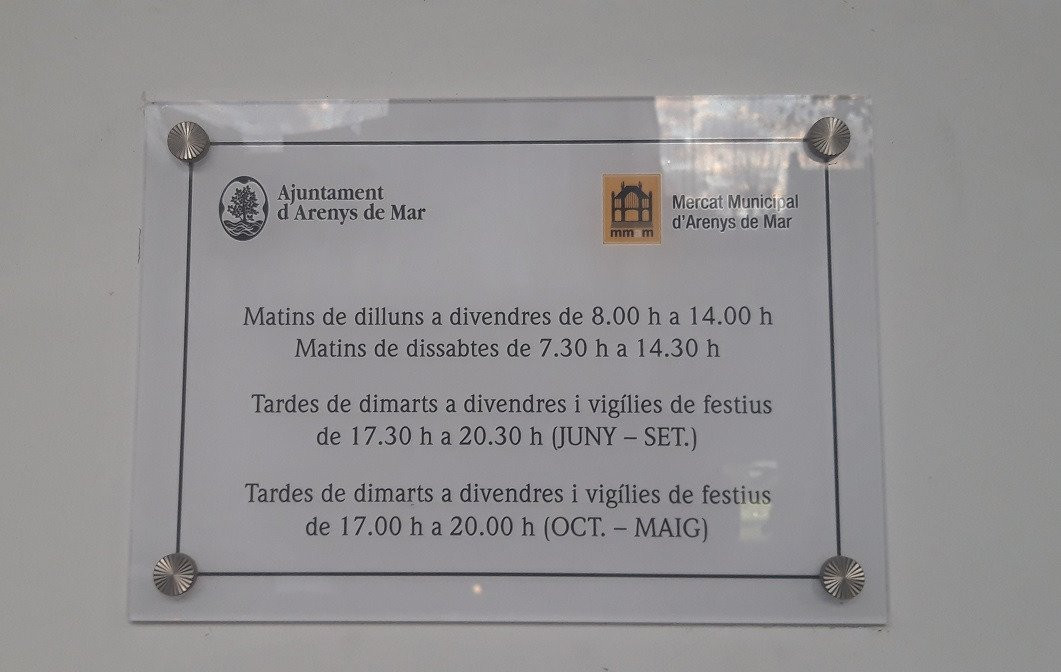 Ajuntament
d'Arenys de Mar
Mercat Municipal
d'Arenys de Mar
Matins de dilluns a divendres de 8.00 h a 14.00 h
Matins de dissabtes de 7.30 h a 14.30 h
Tardes de dimarts a divendres i vigílies de festius
de 17.30 h a 20.30 h (JUNY – SET.)
Tardes de dimarts a divendres i vigílies de festius
de 17.00 h a 20.00 h (OCT. – MAIG)